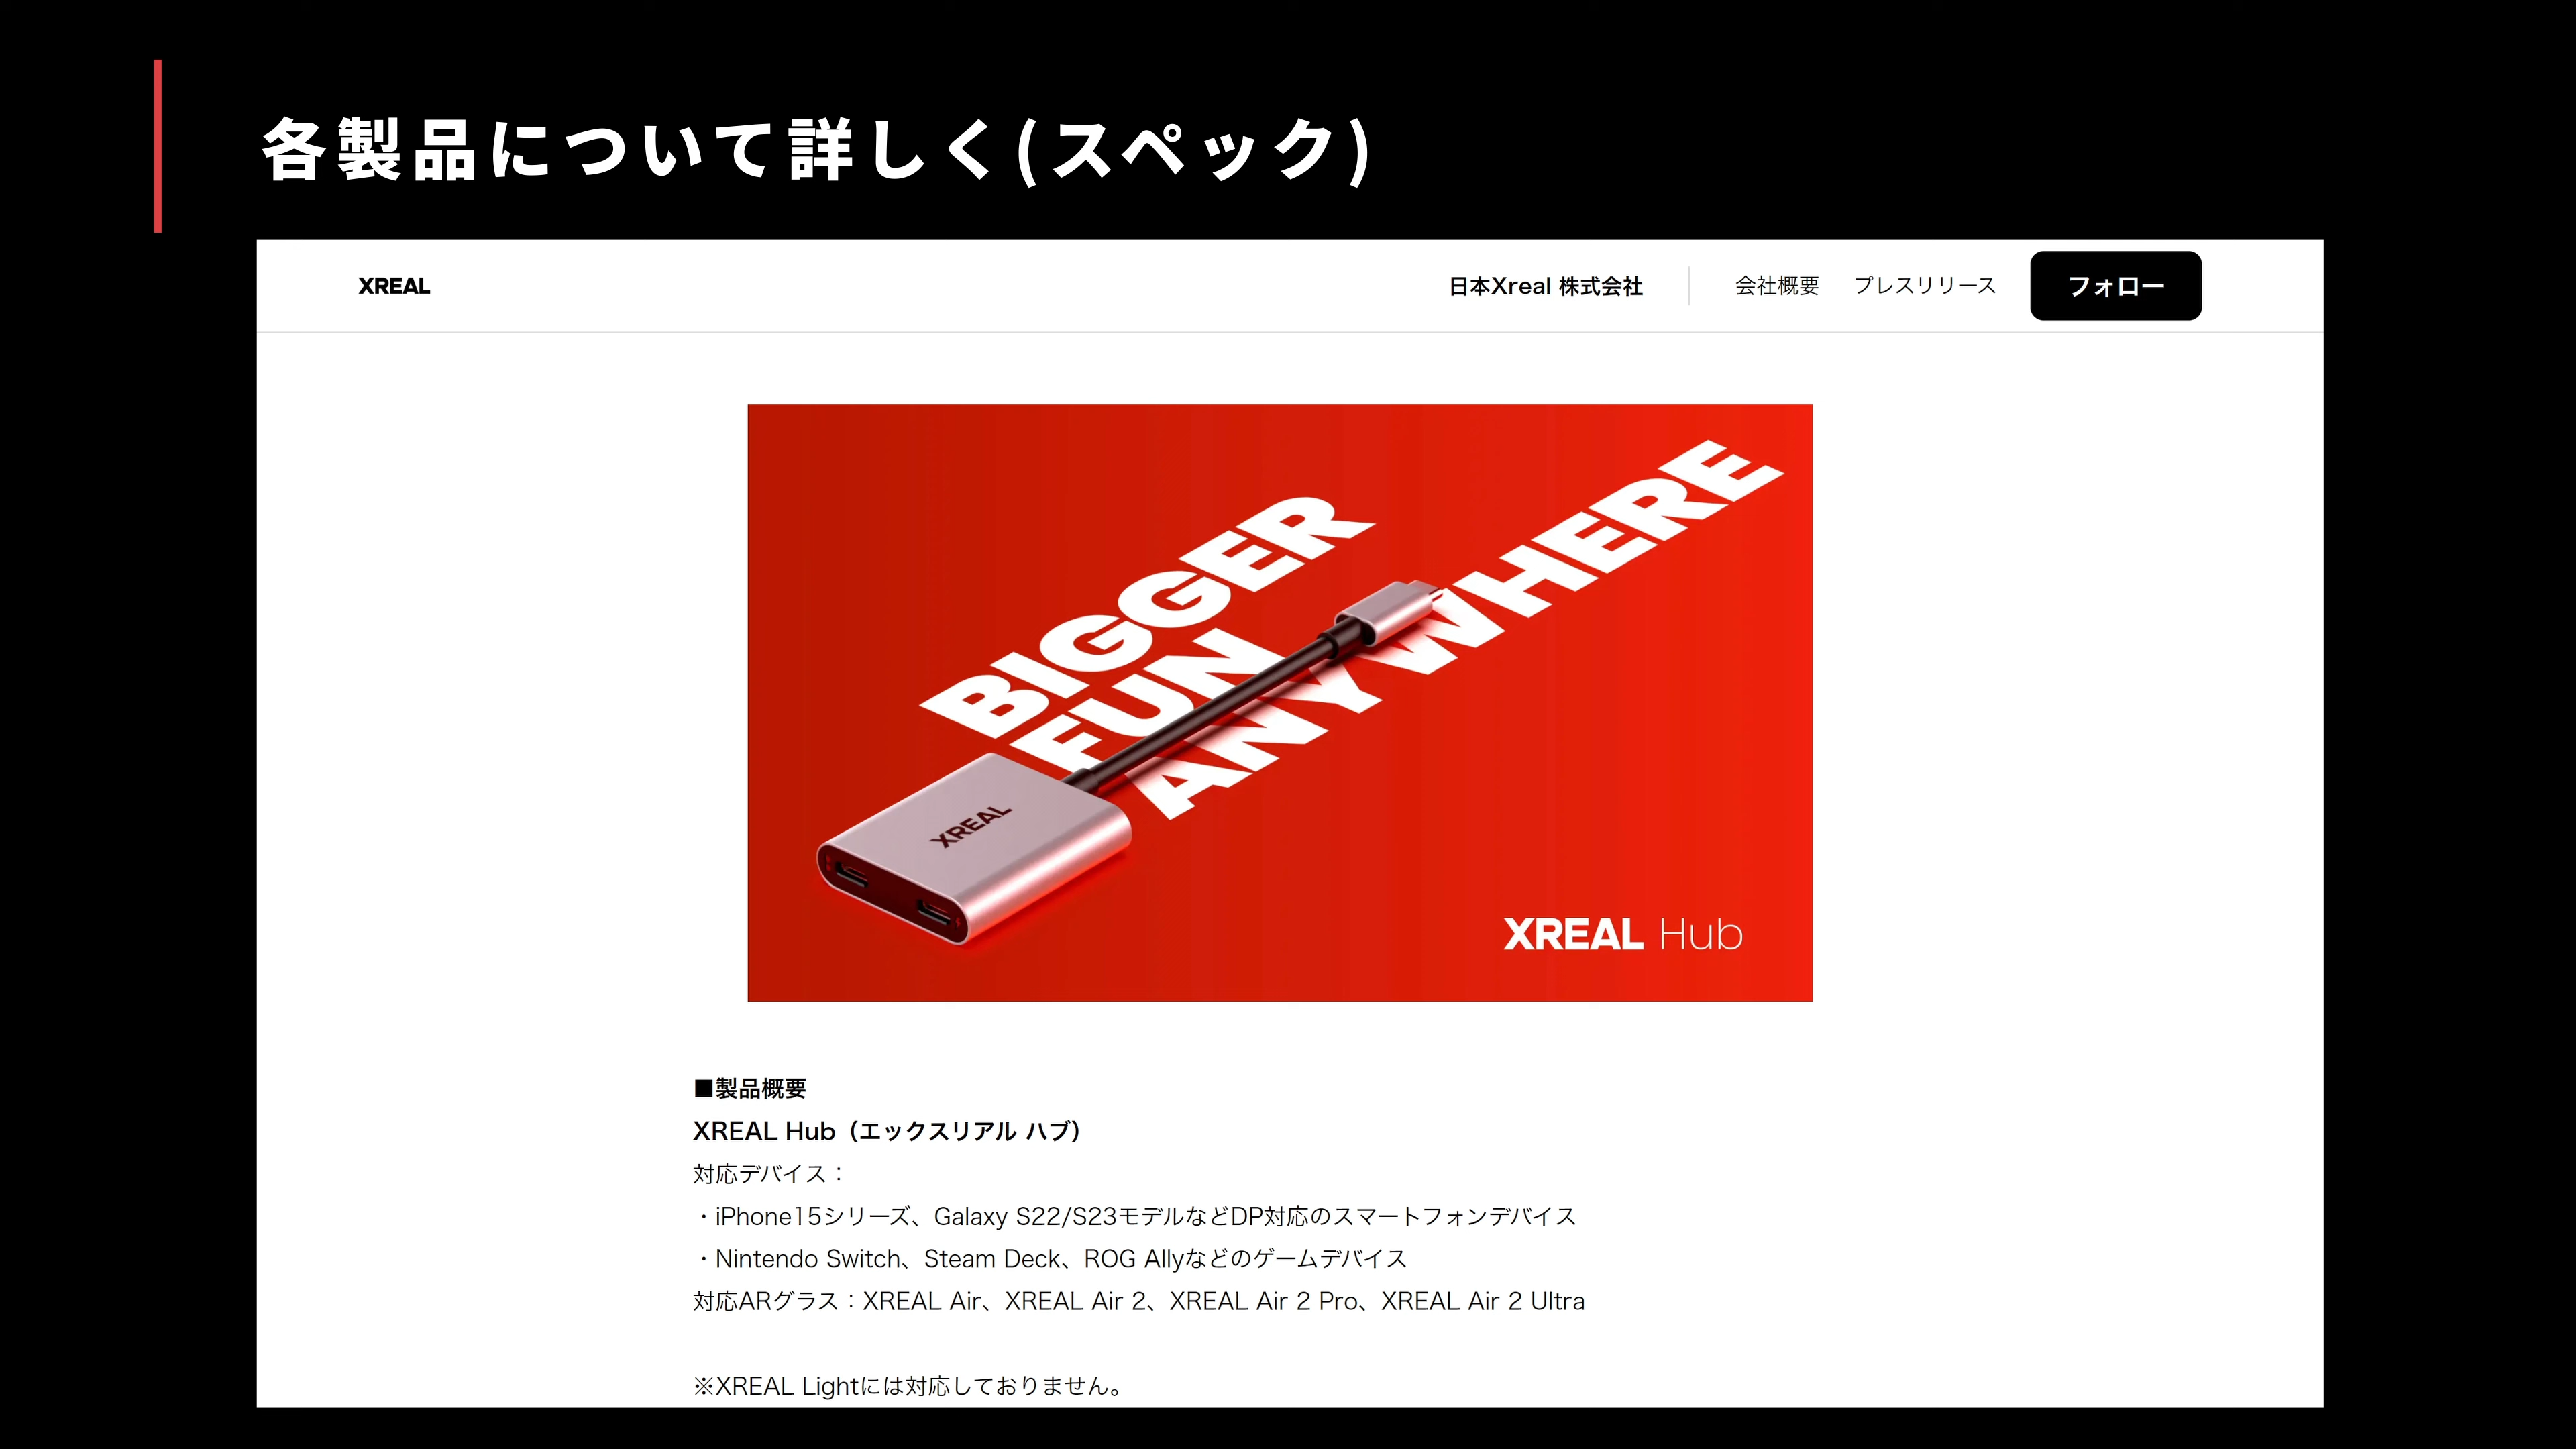 各製品について詳しく(スペック)
XREAL
日本Xreal 株式会社
会社概要
プレスリリース
フォロー
BIGGER
FUN
ANYWHERE
XREAL
XREAL Hub
■製品概要
XREAL Hub（エックスリアル ハブ）
対応デバイス：
・iPhone15シリーズ、Galaxy S22/S23モデルなどDP対応のスマートフォンデバイス
・Nintendo Switch、Steam Deck、ROG Allyなどのゲームデバイス
対応ARグラス：XREAL Air、XREAL Air 2、XREAL Air 2 Pro、XREAL Air 2 Ultra
※XREAL Lightには対応しておりません。